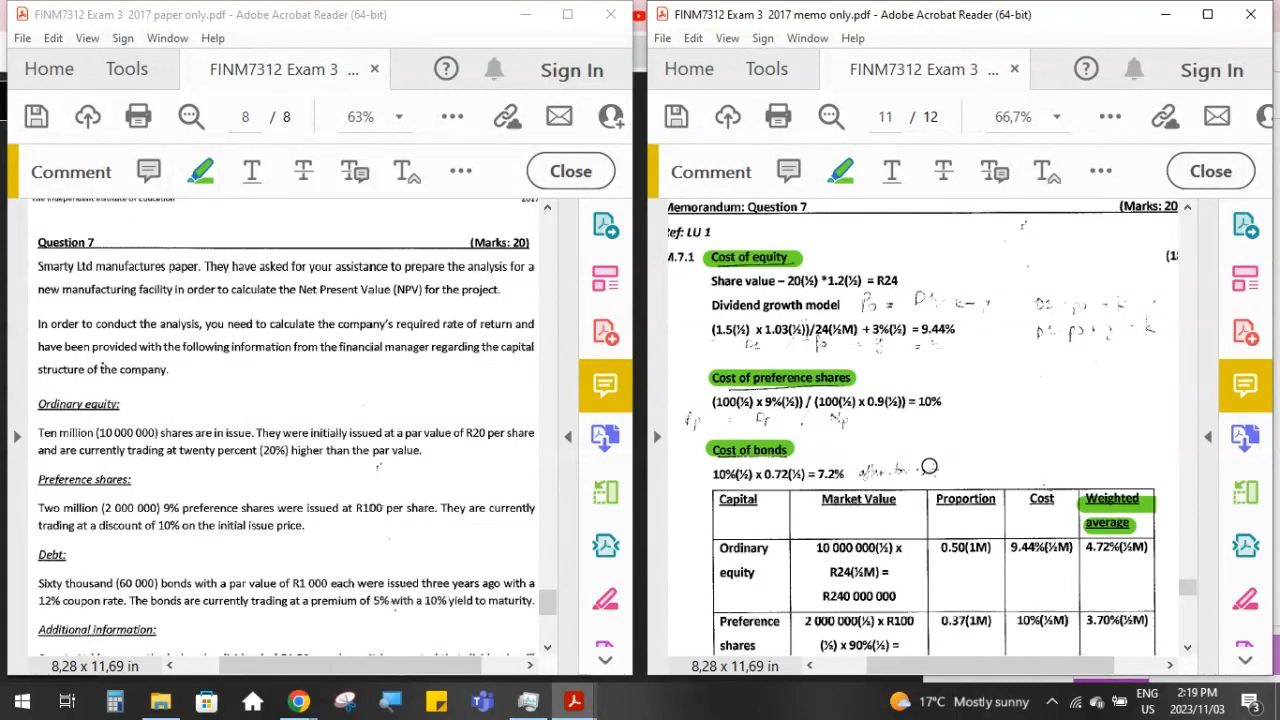 FINM7312 Exam 3 2017 paper only.pdf - Adobe Acrobat Reader (64-bit)
File Edit View Sign Window Help
Home Tools FINM7312 Exam 3 ... × Sign In
8 / 8 63%
Comment Close
The Independent Institute of Education 2017
Question 7 (Marks: 20)
Smarty Ltd manufactures paper. They have asked for your assistance to prepare the analysis for a
new manufacturing facility in order to calculate the Net Present Value (NPV) for the project.
In order to conduct the analysis, you need to calculate the company's required rate of return and
have been provided with the following information from the financial manager regarding the capital
structure of the company.
Ordinary equity:
Ten million (10 000 000) shares are in issue. They were initially issued at a par value of R20 per share
and are currently trading at twenty percent (20%) higher than the par value.
Preference shares:
Two million (2 000 000) 9% preference shares were issued at R100 per share. They are currently
trading at a discount of 10% on the initial issue price.
Debt:
Sixty thousand (60 000) bonds with a par value of R1 000 each were issued three years ago with a
12% coupon rate. The bonds are currently trading at a premium of 5% with a 10% yield to maturity.
Additional information:
8,28 x 11,69 in
FINM7312 Exam 3 2017 memo only.pdf - Adobe Acrobat Reader (64-bit)
File Edit View Sign Window Help
Home Tools FINM7312 Exam 3 ... × Sign In
11 / 12 66,7%
Comment Close
Memorandum: Question 7 (Marks: 20
Ref: LU 1
M.7.1 Cost of equity (18
Share value – 20(½) *1.2(½) = R24
Dividend growth model
(1.5(½) x 1.03(½))/24(½M) + 3%(½) = 9.44%
Cost of preference shares
(100(½) x 9%(½)) / (100(½) x 0.9(½)) = 10%
Cost of bonds
10%(½) x 0.72(½) = 7.2%
Capital Market Value Proportion Cost Weighted
average
Ordinary 10 000 000(½) x 0.50(1M) 9.44%(½M) 4.72%(½M)
equity R24(½M) =
R240 000 000
Preference 2 000 000(½) x R100 0.37(1M) 10%(½M) 3.70%(½M)
shares (½) x 90%(½) =
8,28 x 11,69 in
17°C Mostly sunny ENG 2:19 PM
US 2023/11/03 3